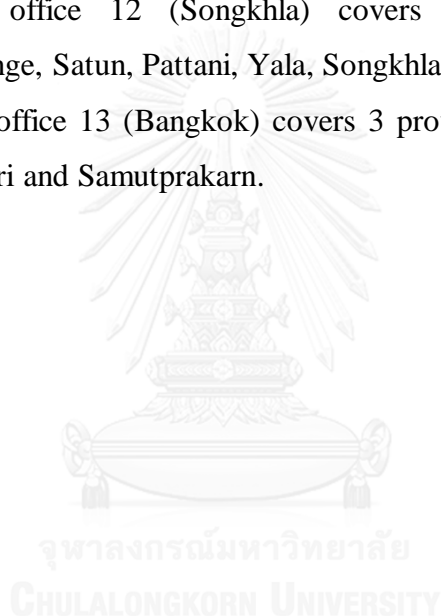 office 12 (Songkhla) covers
nge, Satun, Pattani, Yala, Songkhla
office 13 (Bangkok) covers 3 pro
ri and Samutprakarn.
จุฬาลงกรณ์มหาวิทยาลัย
CHULALONGKORN UNIVERSITY